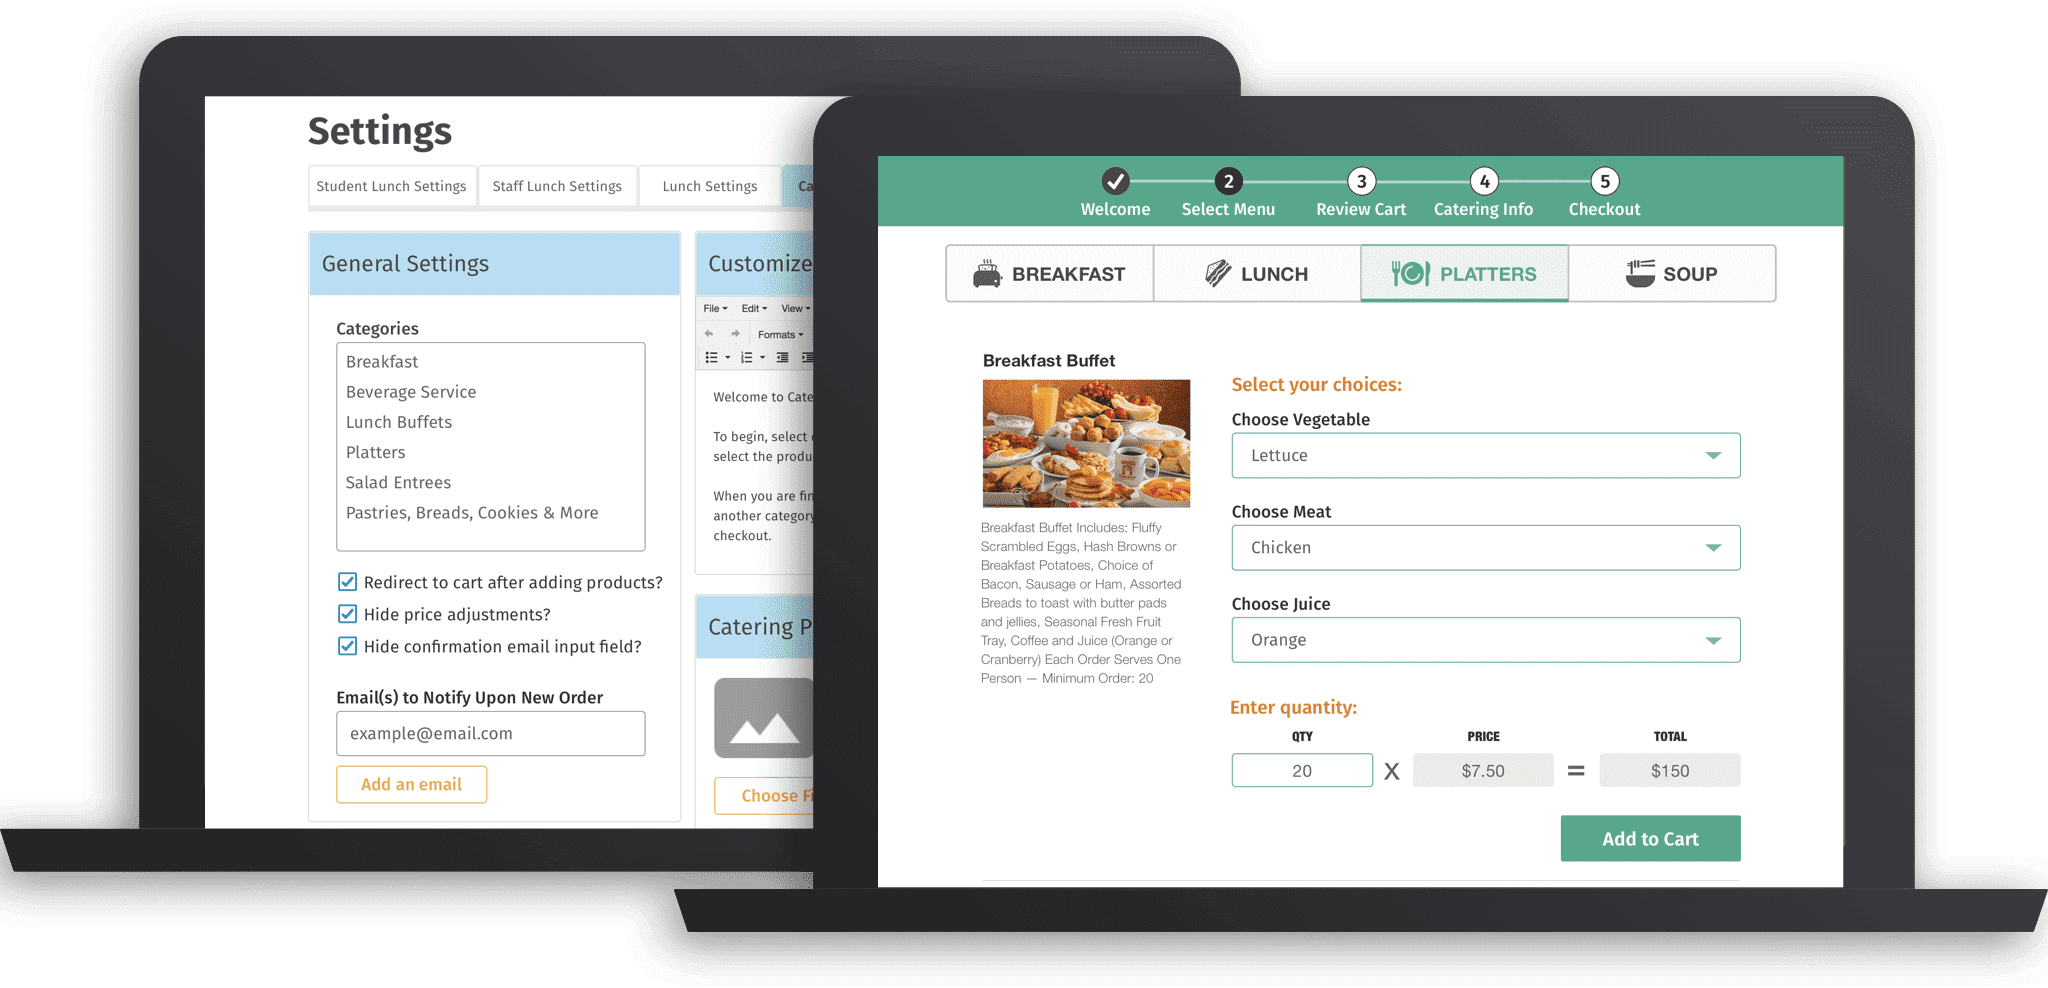 Settings
Student Lunch Settings
Staff Lunch Settings
Lunch Settings
General Settings
Categories
Breakfast
Beverage Service
Lunch Buffets
Platters
Salad Entrees
Pastries, Breads, Cookies & More
Redirect to cart after adding products?
Hide price adjustments?
Hide confirmation email input field?
Email(s) to Notify Upon New Order
example@email.com
Add an email
Customize
File Edit View
Formats
Welcome to
To begin, select
select the
When you are
another category
checkout.
Catering
Choose
Welcome
2
Select Menu
3
Review Cart
4
Catering Info
5
Checkout
BREAKFAST
LUNCH
PLATTERS
SOUP
Breakfast Buffet
Breakfast Buffet Includes: Fluffy
Scrambled Eggs, Hash Browns or
Breakfast Potatoes, Choice of
Bacon, Sausage or Ham, Assorted
Breads to toast with butter pads
and jellies, Seasonal Fresh Fruit
Tray, Coffee and Juice (Orange or
Cranberry) Each Order Serves One
Person — Minimum Order: 20
Select your choices:
Choose Vegetable
Lettuce
Choose Meat
Chicken
Choose Juice
Orange
Enter quantity:
QTY PRICE TOTAL
20 X $7.50 = $150
Add to Cart